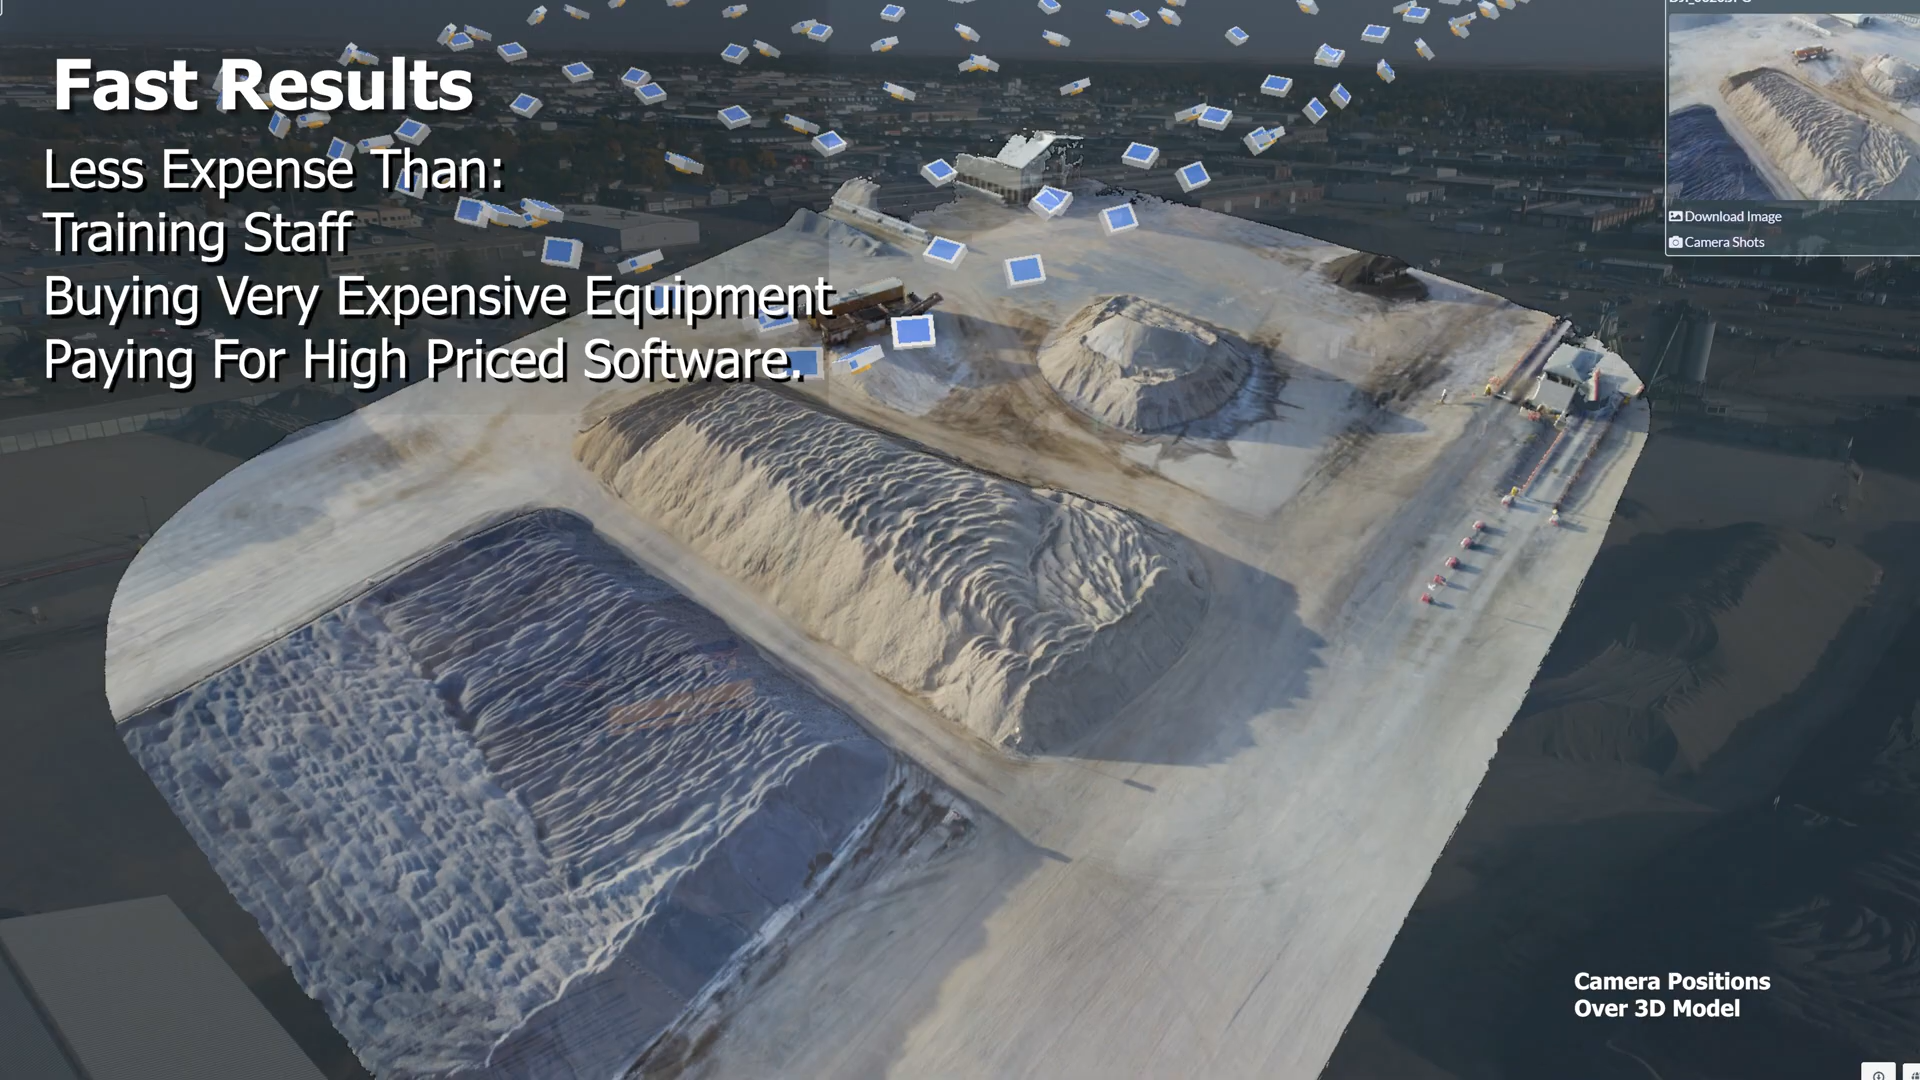 Fast Results
Less Expense Than:
Training Staff
Buying Very Expensive Equipment
Paying For High Priced Software.
Download Image
Camera Shots
Camera Positions
Over 3D Model